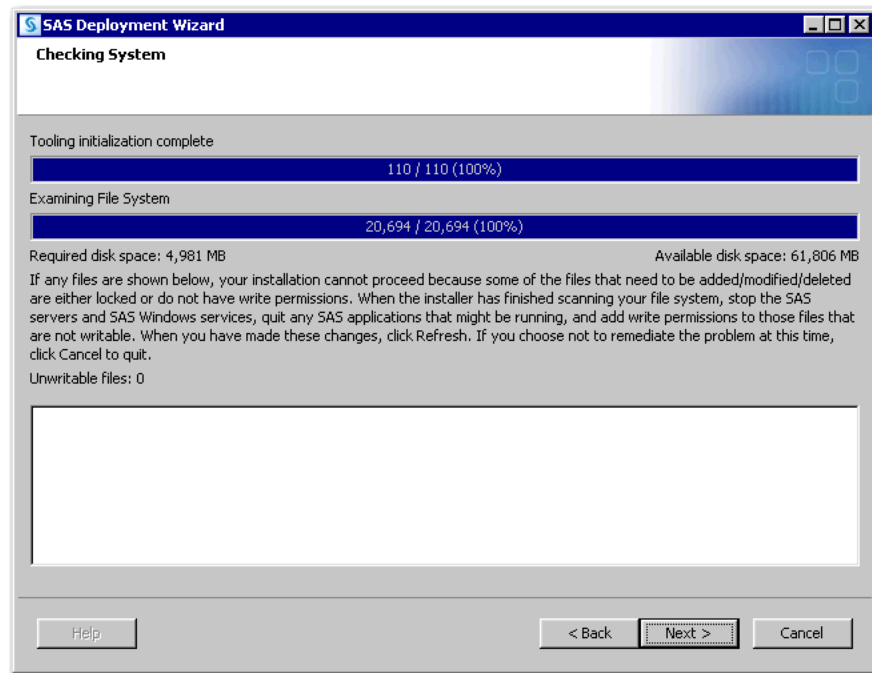 SAS Deployment Wizard
Checking System
Tooling initialization complete
110 / 110 (100%)
Examining File System
20,694 / 20,694 (100%)
Required disk space: 4,981 MB
Available disk space: 61,806 MB
If any files are shown below, your installation cannot proceed because some of the files that need to be added/modified/deleted
are either locked or do not have write permissions. When the installer has finished scanning your file system, stop the SAS
servers and SAS Windows services, quit any SAS applications that might be running, and add write permissions to those files that
are not writable. When you have made these changes, click Refresh. If you choose not to remediate the problem at this time,
click Cancel to quit.
Unwritable files: 0
Help
< Back
Next >
Cancel